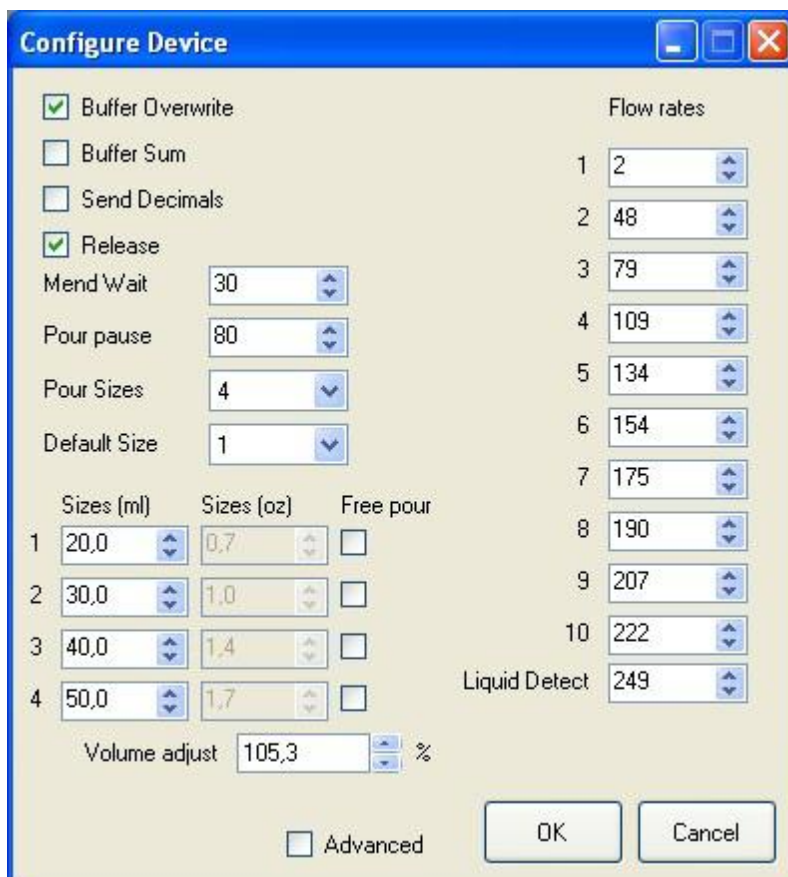 Configure Device
Buffer Overwrite
Buffer Sum
Send Decimals
Release
Mend Wait 30
Pour pause 80
Pour Sizes 4
Default Size 1
Sizes (ml) Sizes (oz) Free pour
1 20,0 0,7
2 30,0 1,0
3 40,0 1,4
4 50,0 1,7
Volume adjust 105,3 %
Flow rates
1 2
2 48
3 79
4 109
5 134
6 154
7 175
8 190
9 207
10 222
Liquid Detect 249
Advanced
OK Cancel